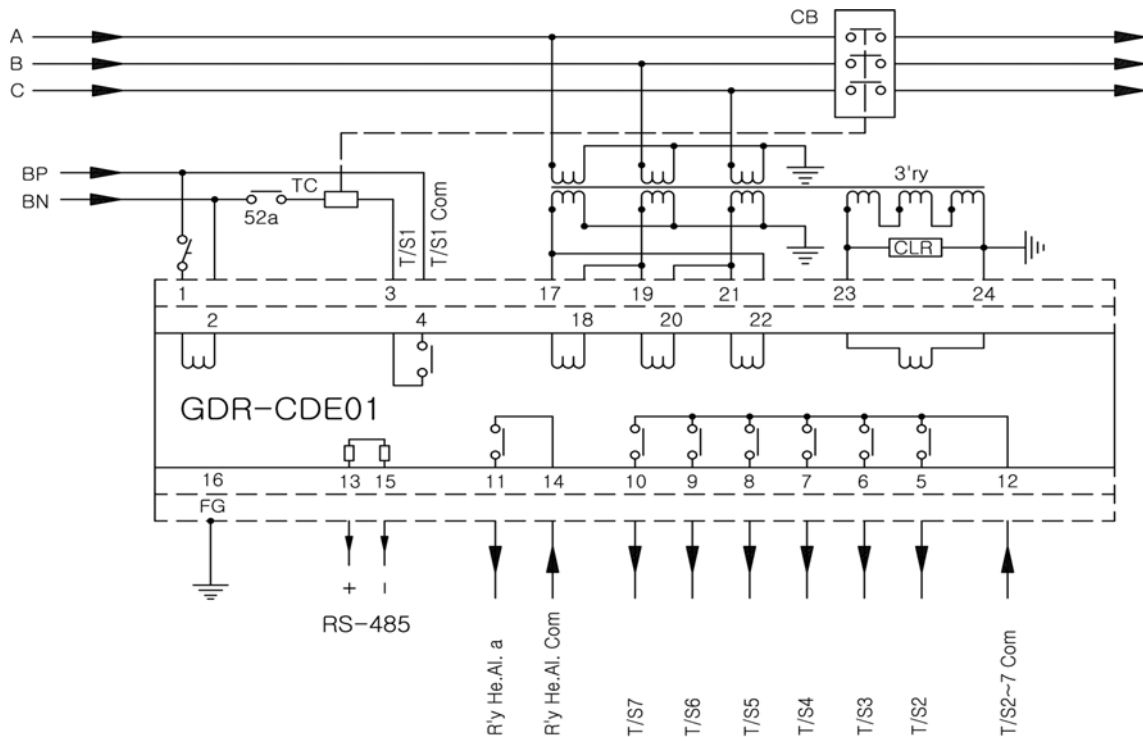 CB
A
B
C
BP
BN
TC
52a
T/S1
T/S1 Com
3'ry
CLR
1 3 17 19 21 23 24
2 4 18 20 22
GDR-CDE01
16 13 15 11 14 10 9 8 7 6 5 12
FG
+ -
RS-485
R'y He.Al. a
R'y He.Al. Com
T/S7
T/S6
T/S5
T/S4
T/S3
T/S2
T/S2~7 Com